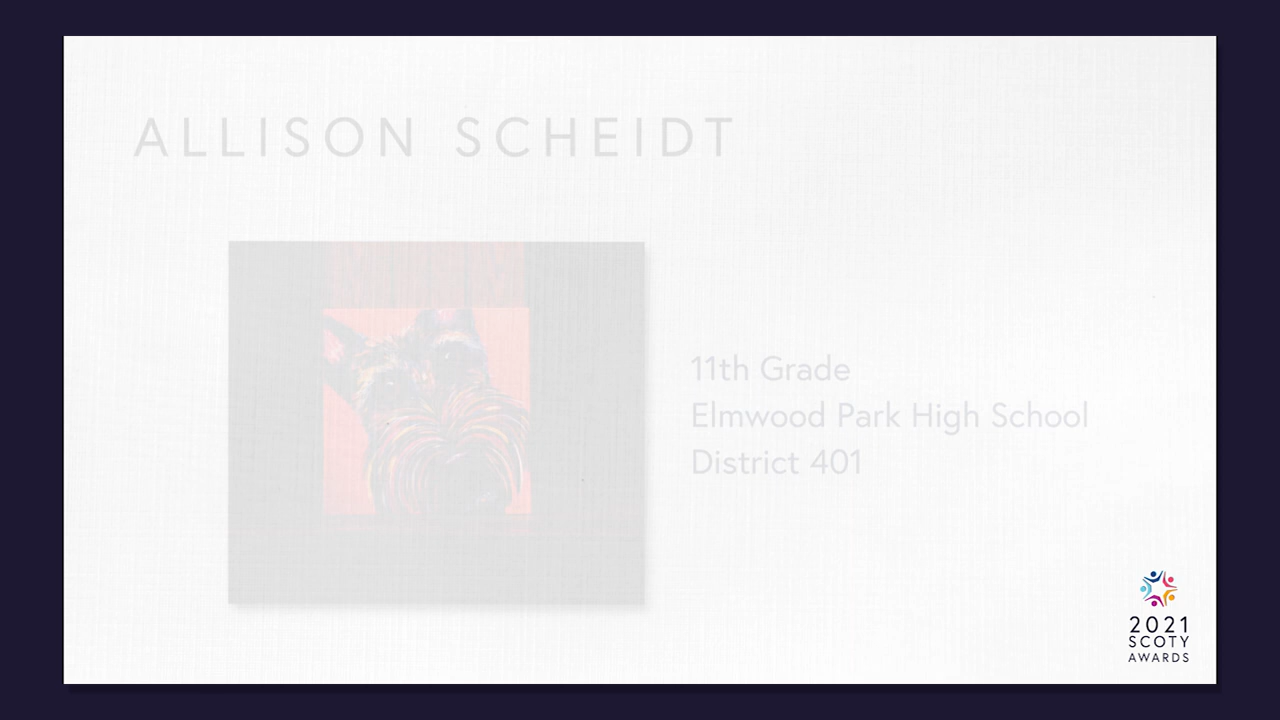 ALLISON SCHEIDT
11th Grade
Elmwood Park High School
District 401
2021
SCOTY
AWARDS